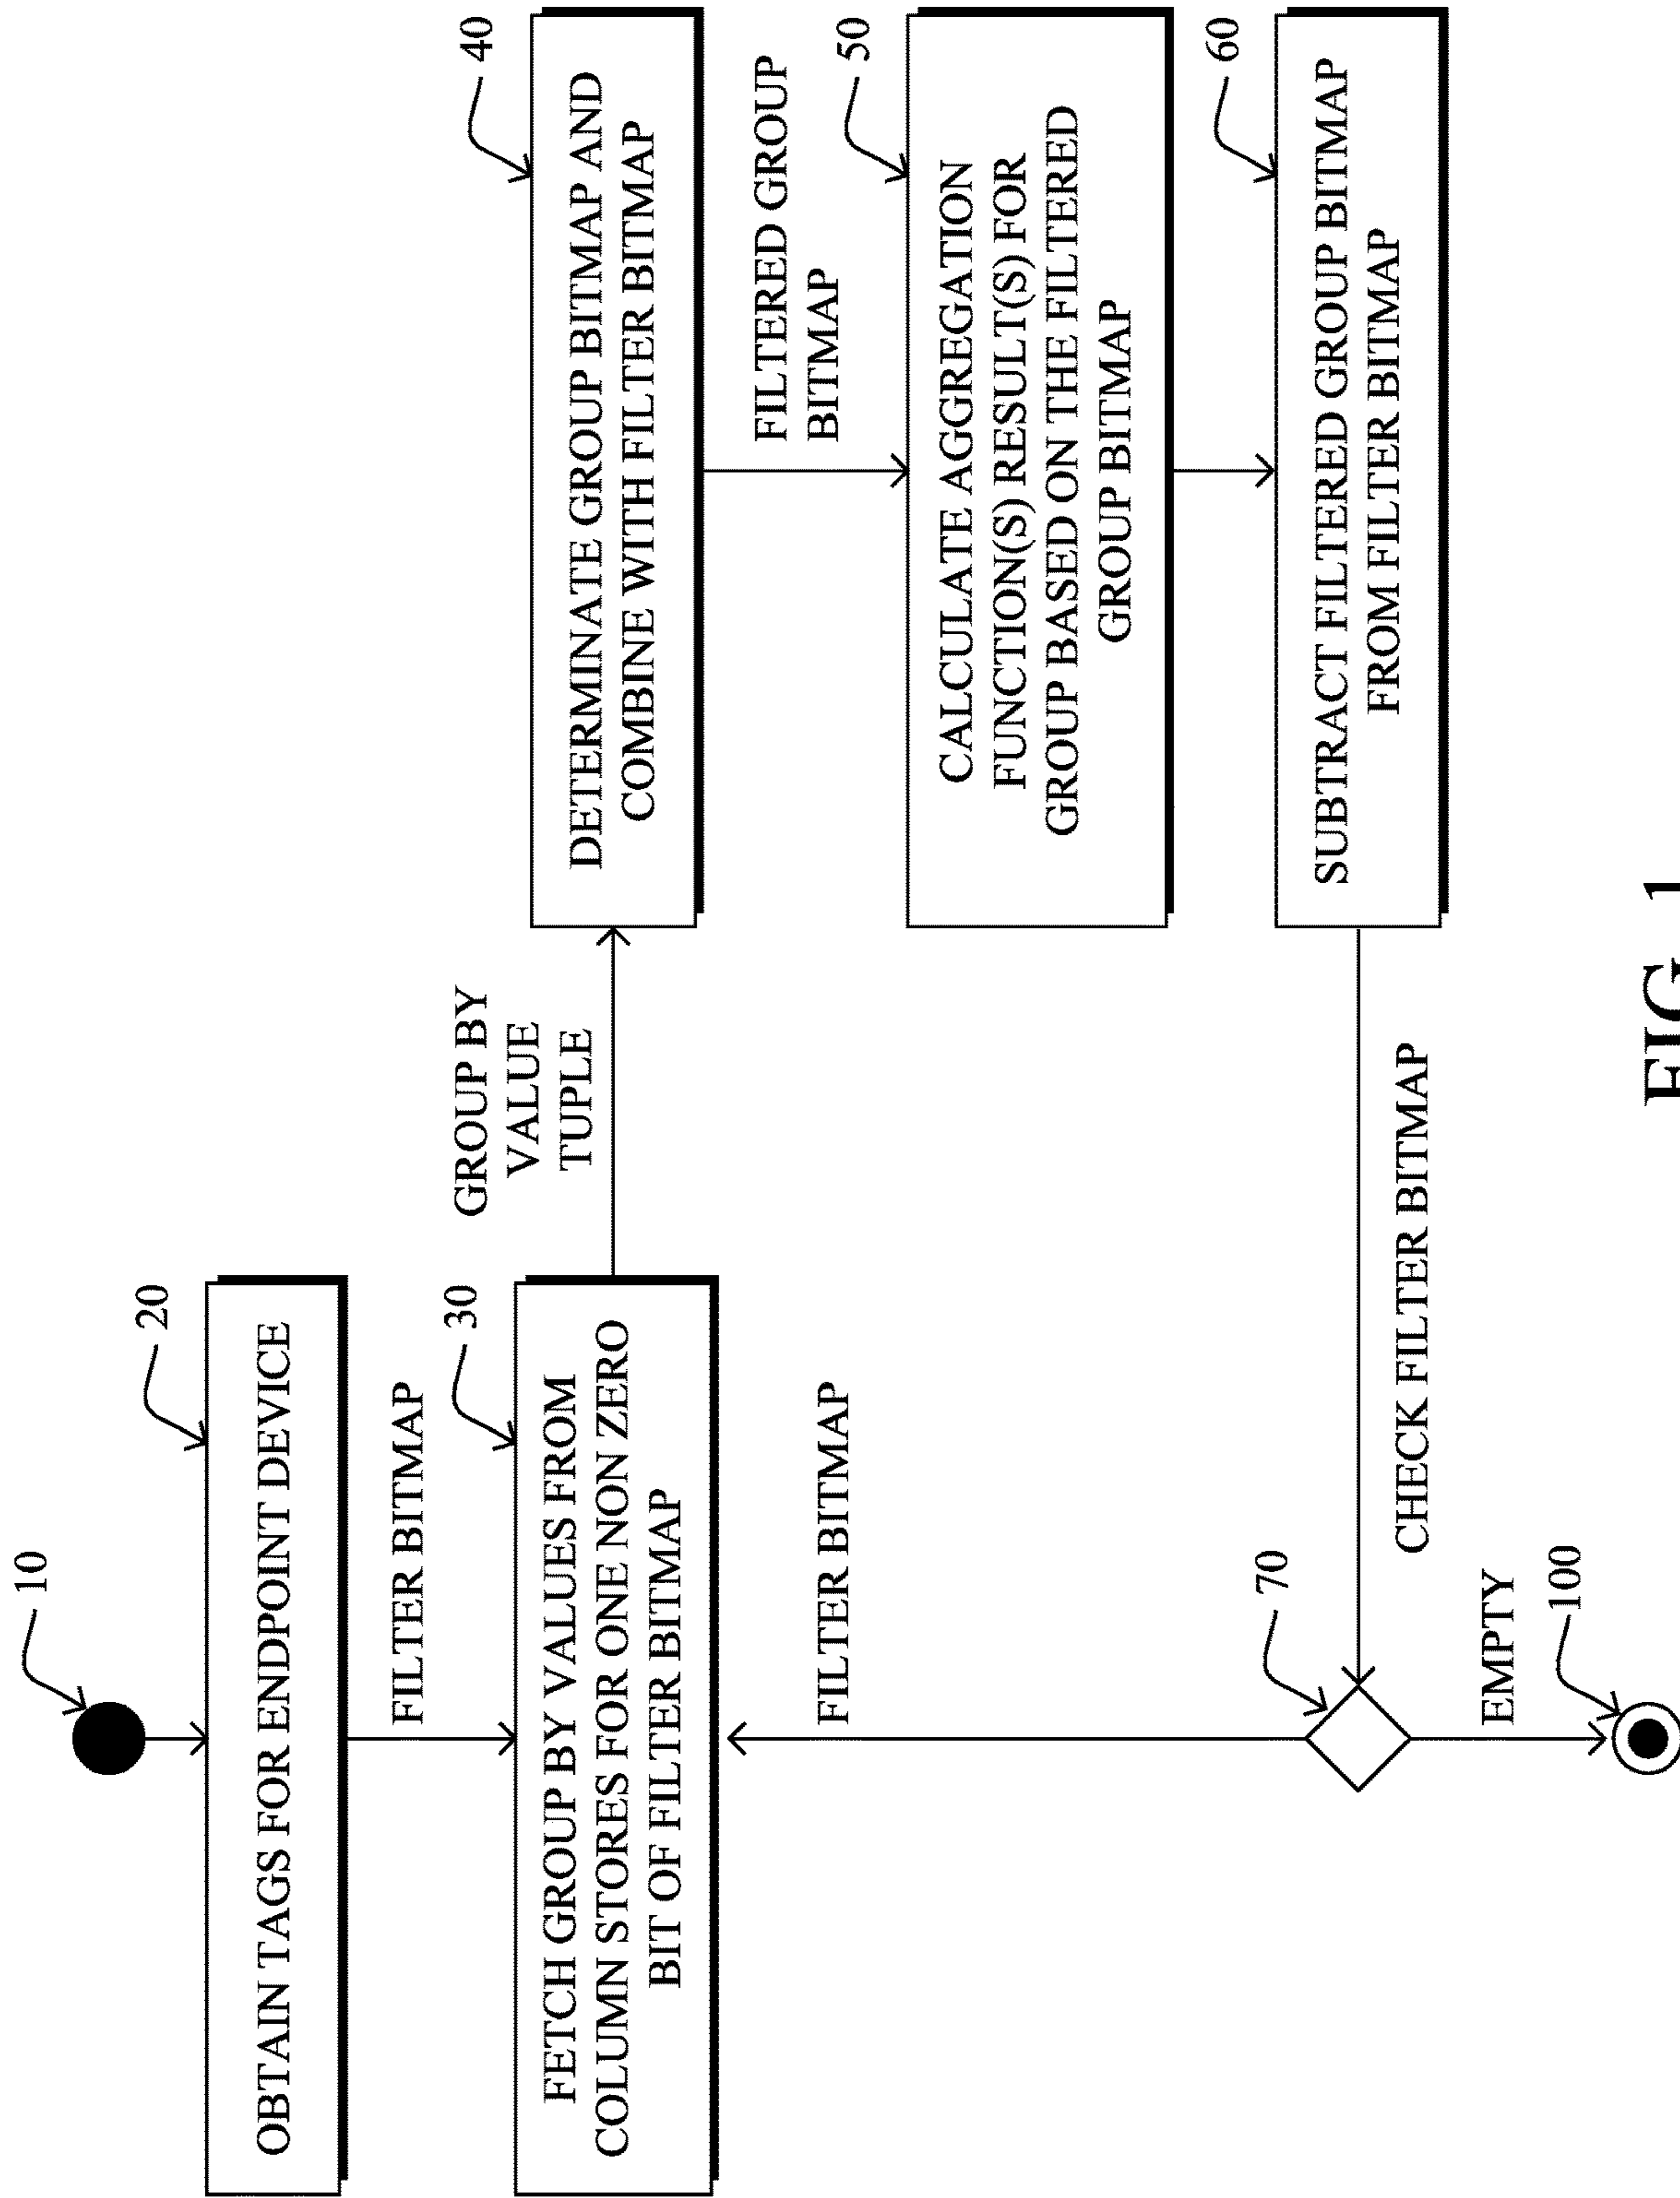 10
20
OBTAIN TAGS FOR ENDPOINT DEVICE
FILTER BITMAP
30
FETCH GROUP BY VALUES FROM
COLUMN STORES FOR ONE NON ZERO
BIT OF FILTER BITMAP
GROUP BY
VALUE
TUPLE
40
DETERMINATE GROUP BITMAP AND
COMBINE WITH FILTER BITMAP
FILTERED GROUP
BITMAP
50
CALCULATE AGGREGATION
FUNCTION(S) RESULT(S) FOR
GROUP BASED ON THE FILTERED
GROUP BITMAP
60
SUBTRACT FILTERED GROUP BITMAP
FROM FILTER BITMAP
CHECK FILTER BITMAP
70
FILTER BITMAP
EMPTY
100
FIG. 1